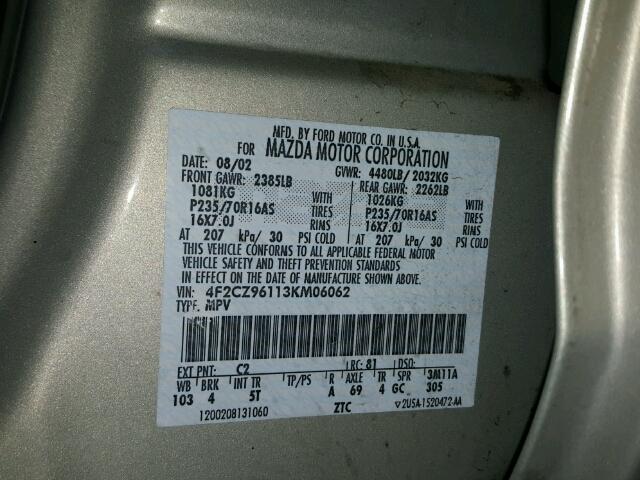 MFD. BY FORD MOTOR CO. IN U.S.A.
FOR MAZDA MOTOR CORPORATION
DATE: 08/02 GVWR: 4480LB/ 2032KG
FRONT GAWR: 2385LB REAR GAWR: 2262LB
1081KG WITH 1026KG WITH
P235/70R16AS TIRES P235/70R16AS TIRES
16X7.0J RINS 16X7.0J RINS
AT 207 kPa/ 30 PSI COLD AT 207 kPa/ 30 PSI COLD
THIS VEHICLE CONFORMS TO ALL APPLICABLE FEDERAL MOTOR
VEHICLE SAFETY AND THEFT PREVENTION STANDARDS
IN EFFECT ON THE DATE OF MANUFACTURE SHOWN ABOVE.
VIN: 4F2CZ96113KM06062
TYPE: MPV
EXT PNT: C2 RC: 81 DSO:
WB BRK INT TR TP/PS R AXLE TR SPR 3M11A
103 4 5T A 69 4 GC 305
1200208131060 ZTC ▽2USA-1520472-AA